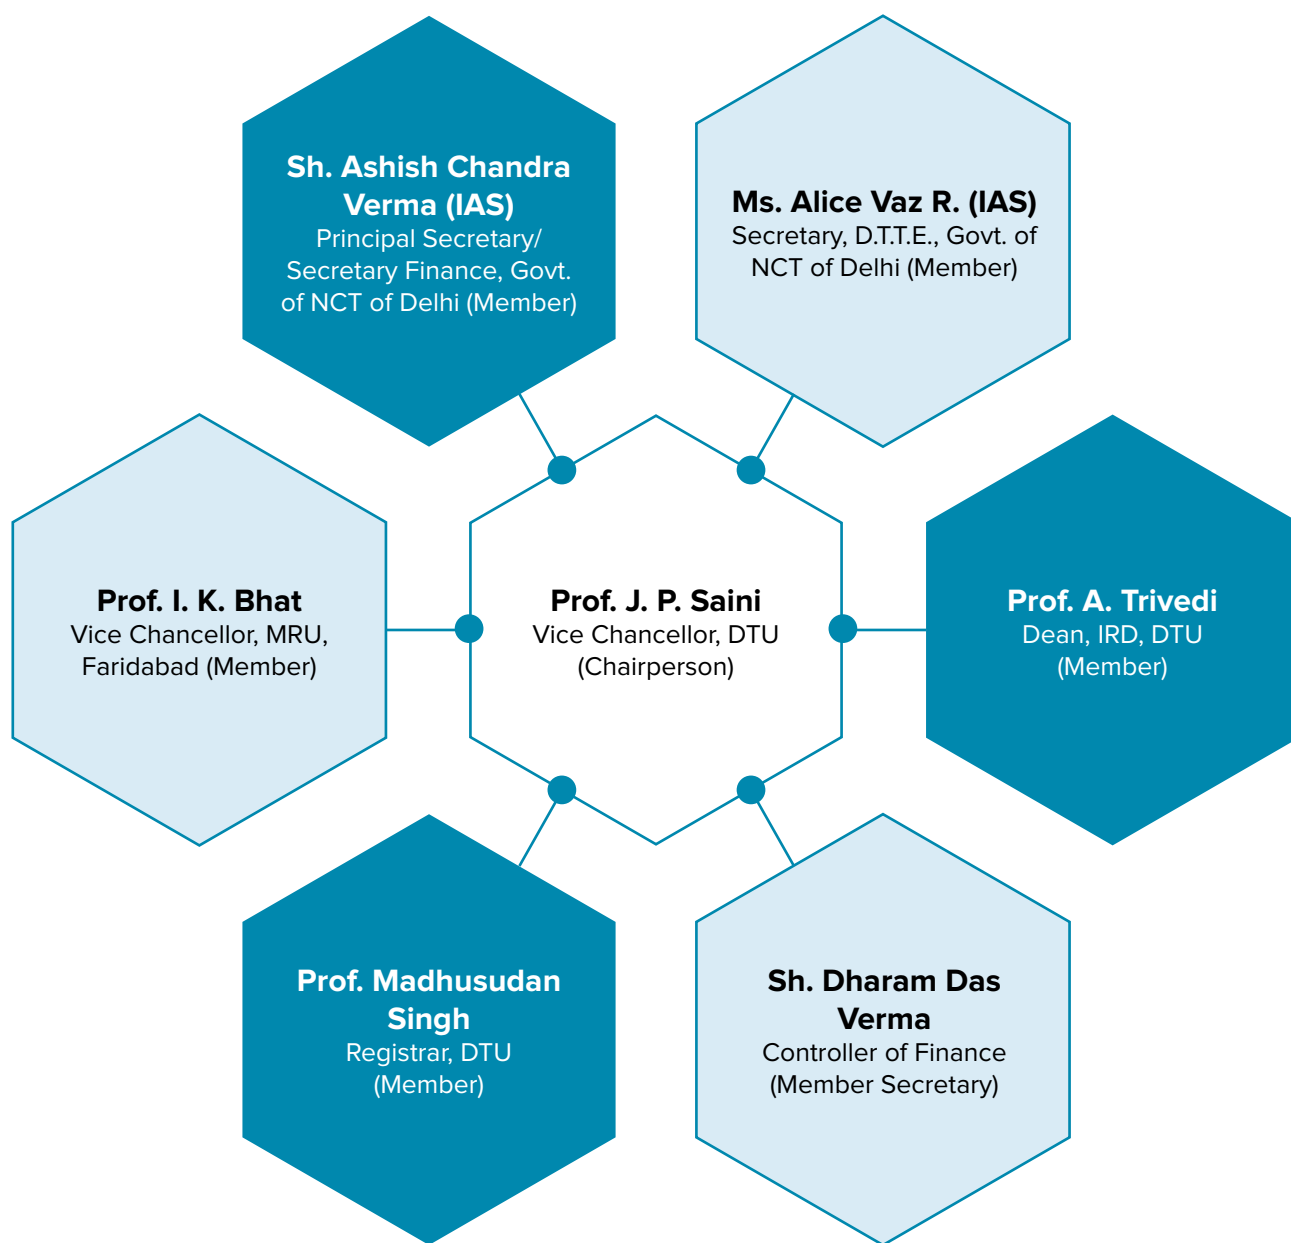 Sh. Ashish Chandra
Verma (IAS)
Principal Secretary/
Secretary Finance, Govt.
of NCT of Delhi (Member)
Ms. Alice Vaz R. (IAS)
Secretary, D.T.T.E., Govt. of
NCT of Delhi (Member)
Prof. I. K. Bhat
Vice Chancellor, MRU,
Faridabad (Member)
Prof. J. P. Saini
Vice Chancellor, DTU
(Chairperson)
Prof. A. Trivedi
Dean, IRD, DTU
(Member)
Prof. Madhusudan
Singh
Registrar, DTU
(Member)
Sh. Dharam Das
Verma
Controller of Finance
(Member Secretary)